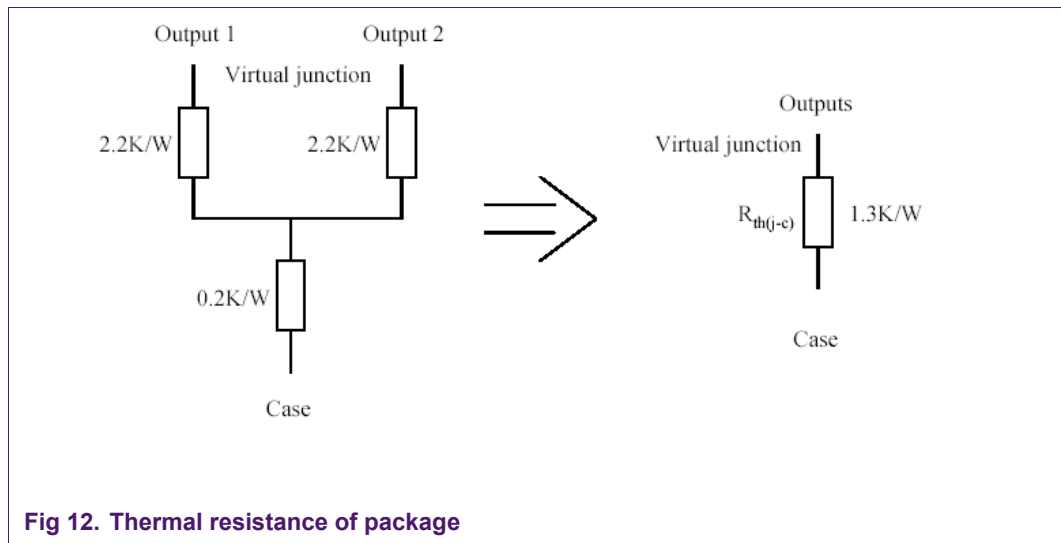 Output 1
Output 2
Virtual junction
2.2K/W
2.2K/W
0.2K/W
Case
Outputs
Virtual junction
Rth(j-c)
1.3K/W
Case
Fig 12. Thermal resistance of package